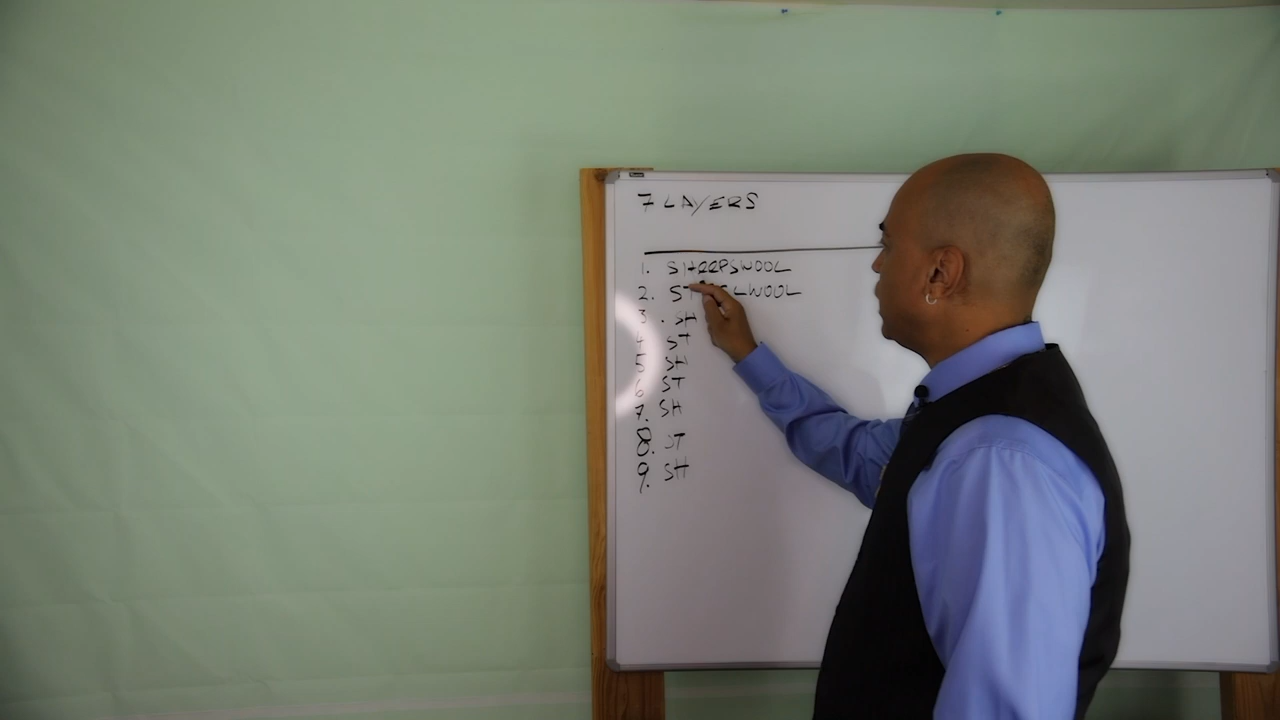 7 LAYERS
1. SHEEPSWOOL
2. STEELWOOL
3. SH
4 ST
5 SH
6 ST
7. SH
8. ST
9. SH